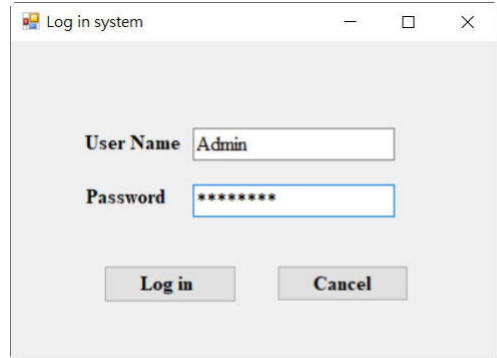 Log in system
User Name Admin
Password ********
Log in Cancel